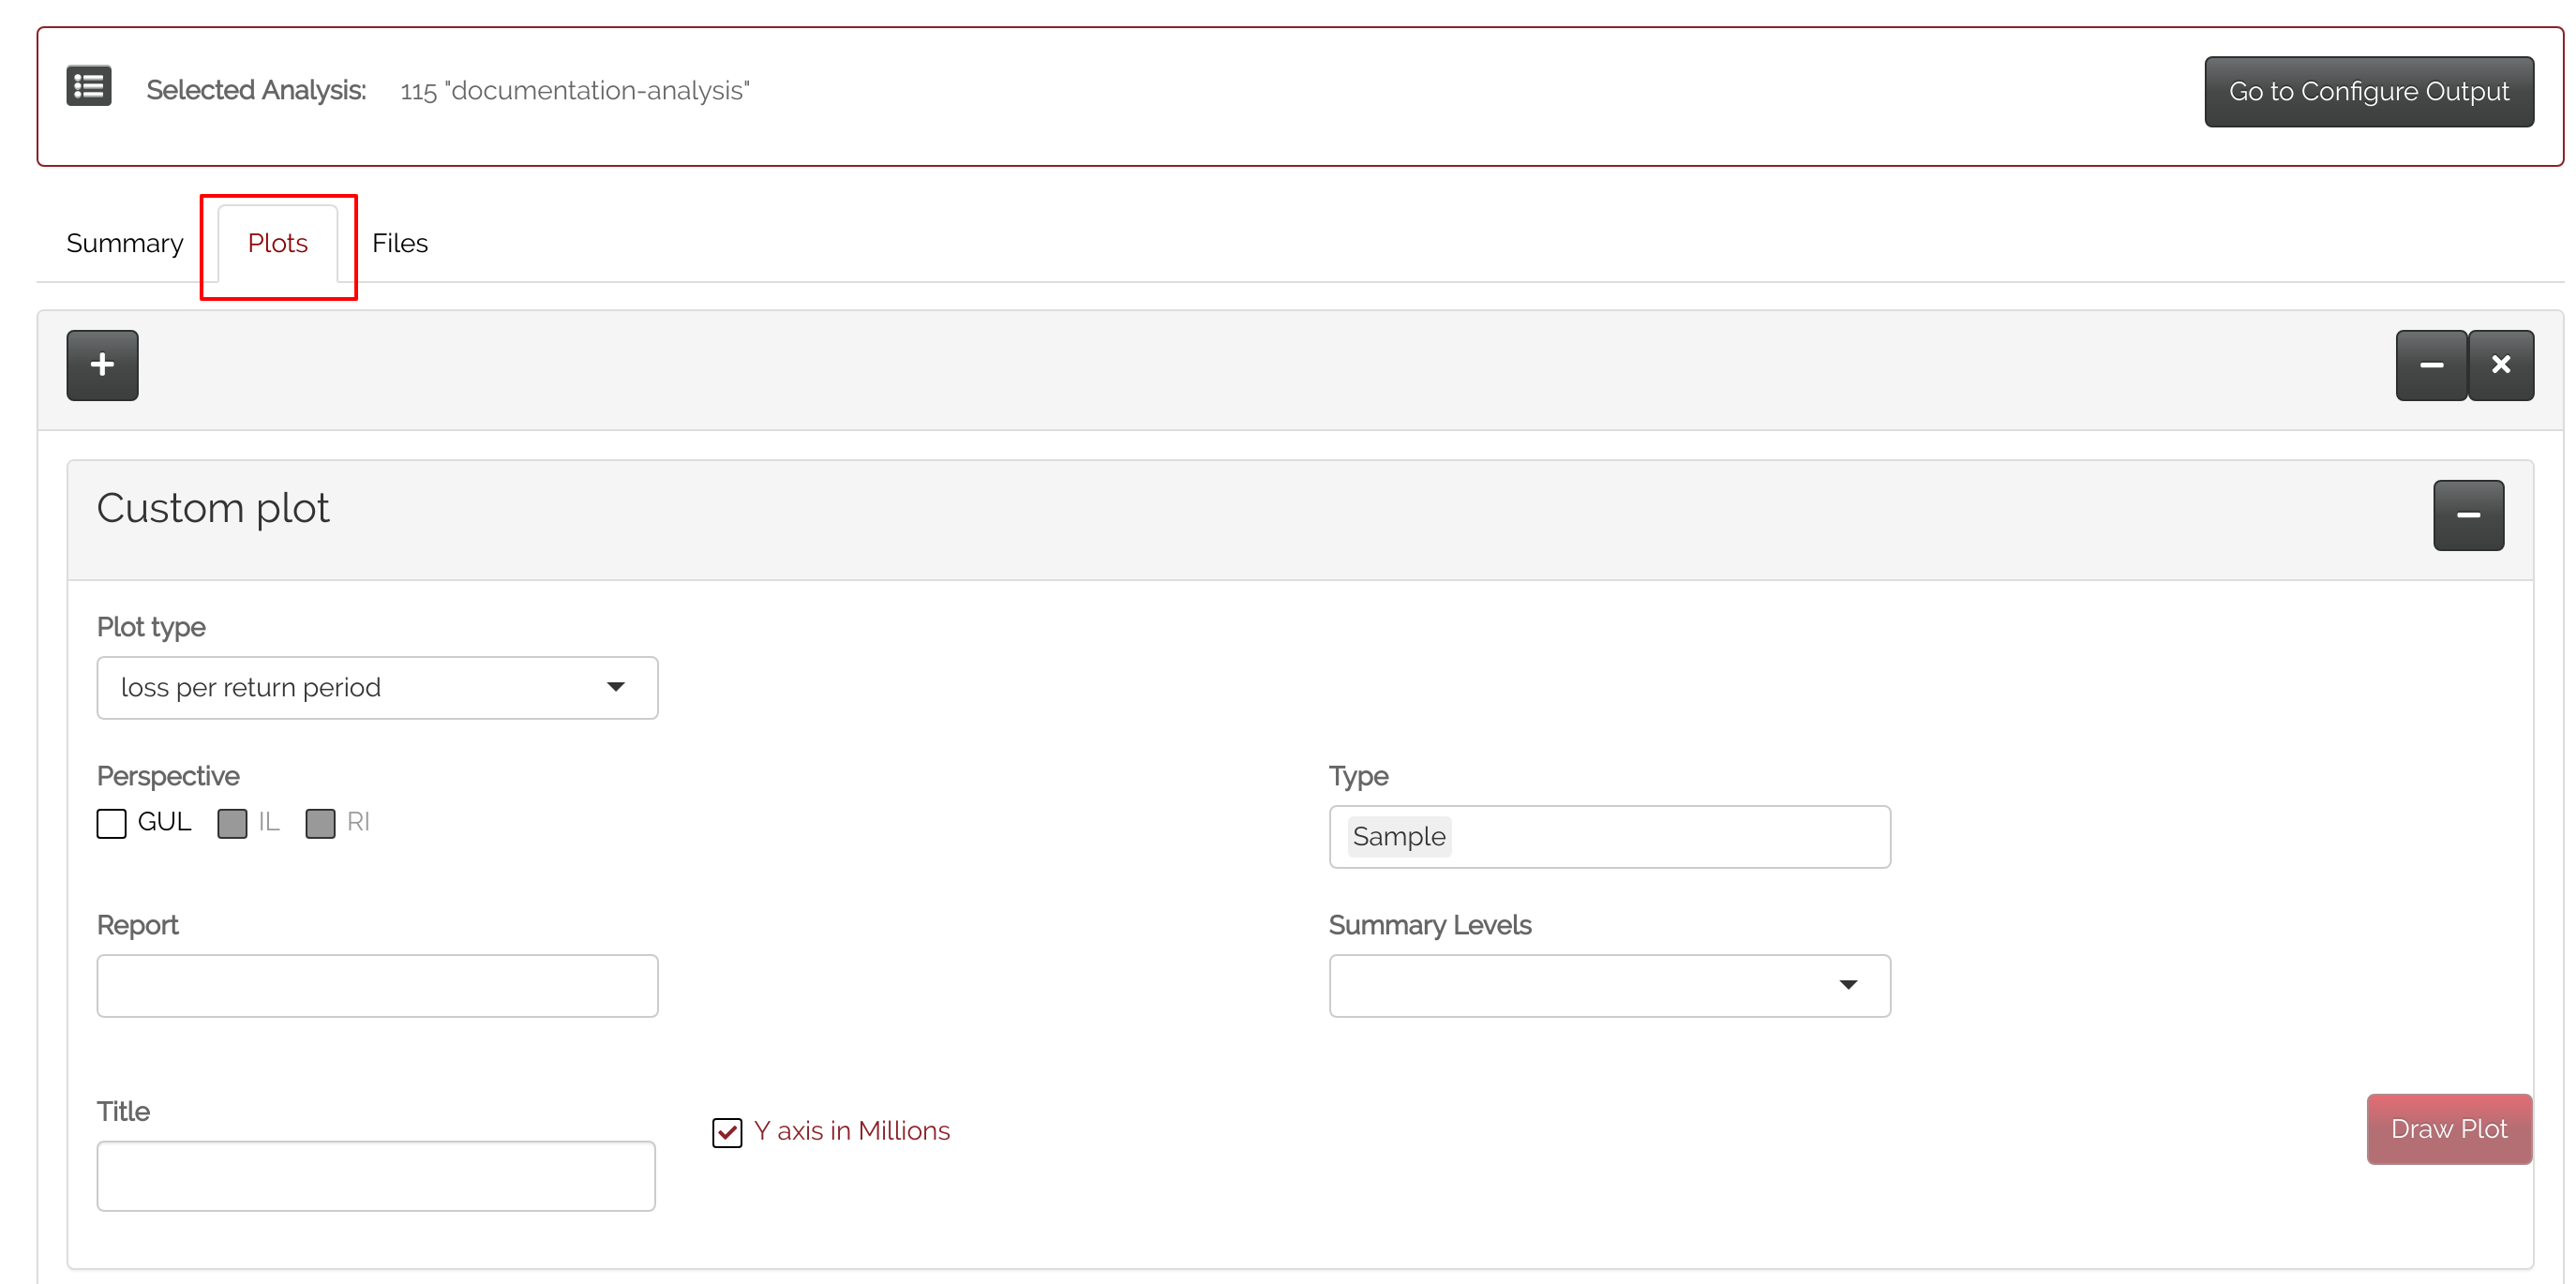 Selected Analysis: 115 "documentation-analysis"
Go to Configure Output
Summary Plots Files
Custom plot
Plot type
loss per return period
Perspective
GUL IL RI
Type
Sample
Report
Summary Levels
Title
Y axis in Millions
Draw Plot